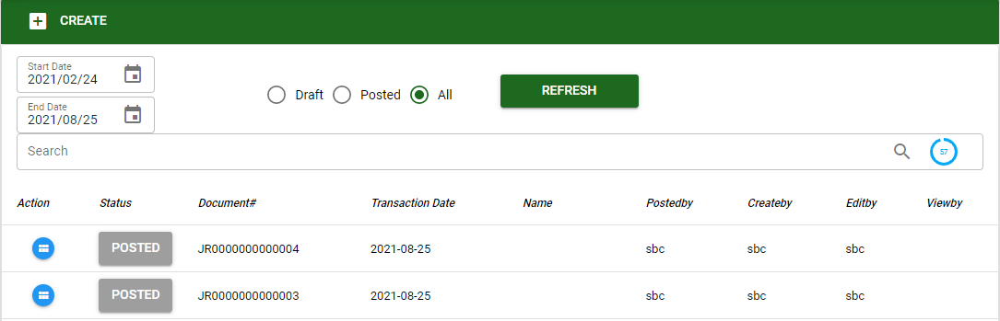 CREATE
Start Date
2021/02/24
Draft Posted All REFRESH
End Date
2021/08/25
Search 57
Action Status Document# Transaction Date Name Postedby Createby Editby Viewby
POSTED JR0000000000004 2021-08-25 sbc sbc sbc
POSTED JR0000000000003 2021-08-25 sbc sbc sbc